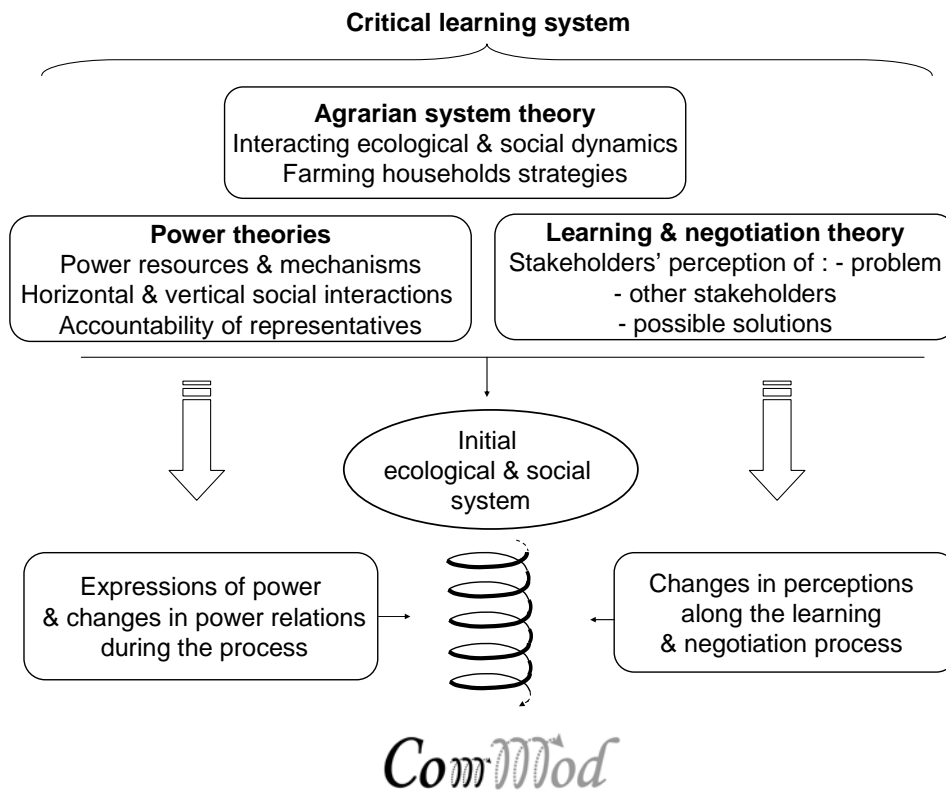 Critical learning system
Agrarian system theory
Interacting ecological & social dynamics
Farming households strategies
Power theories
Power resources & mechanisms
Horizontal & vertical social interactions
Accountability of representatives
Learning & negotiation theory
Stakeholders’ perception of : - problem
- other stakeholders
- possible solutions
Initial
ecological & social
system
Expressions of power
& changes in power relations
during the process
Changes in perceptions
along the learning
& negotiation process
ComMod